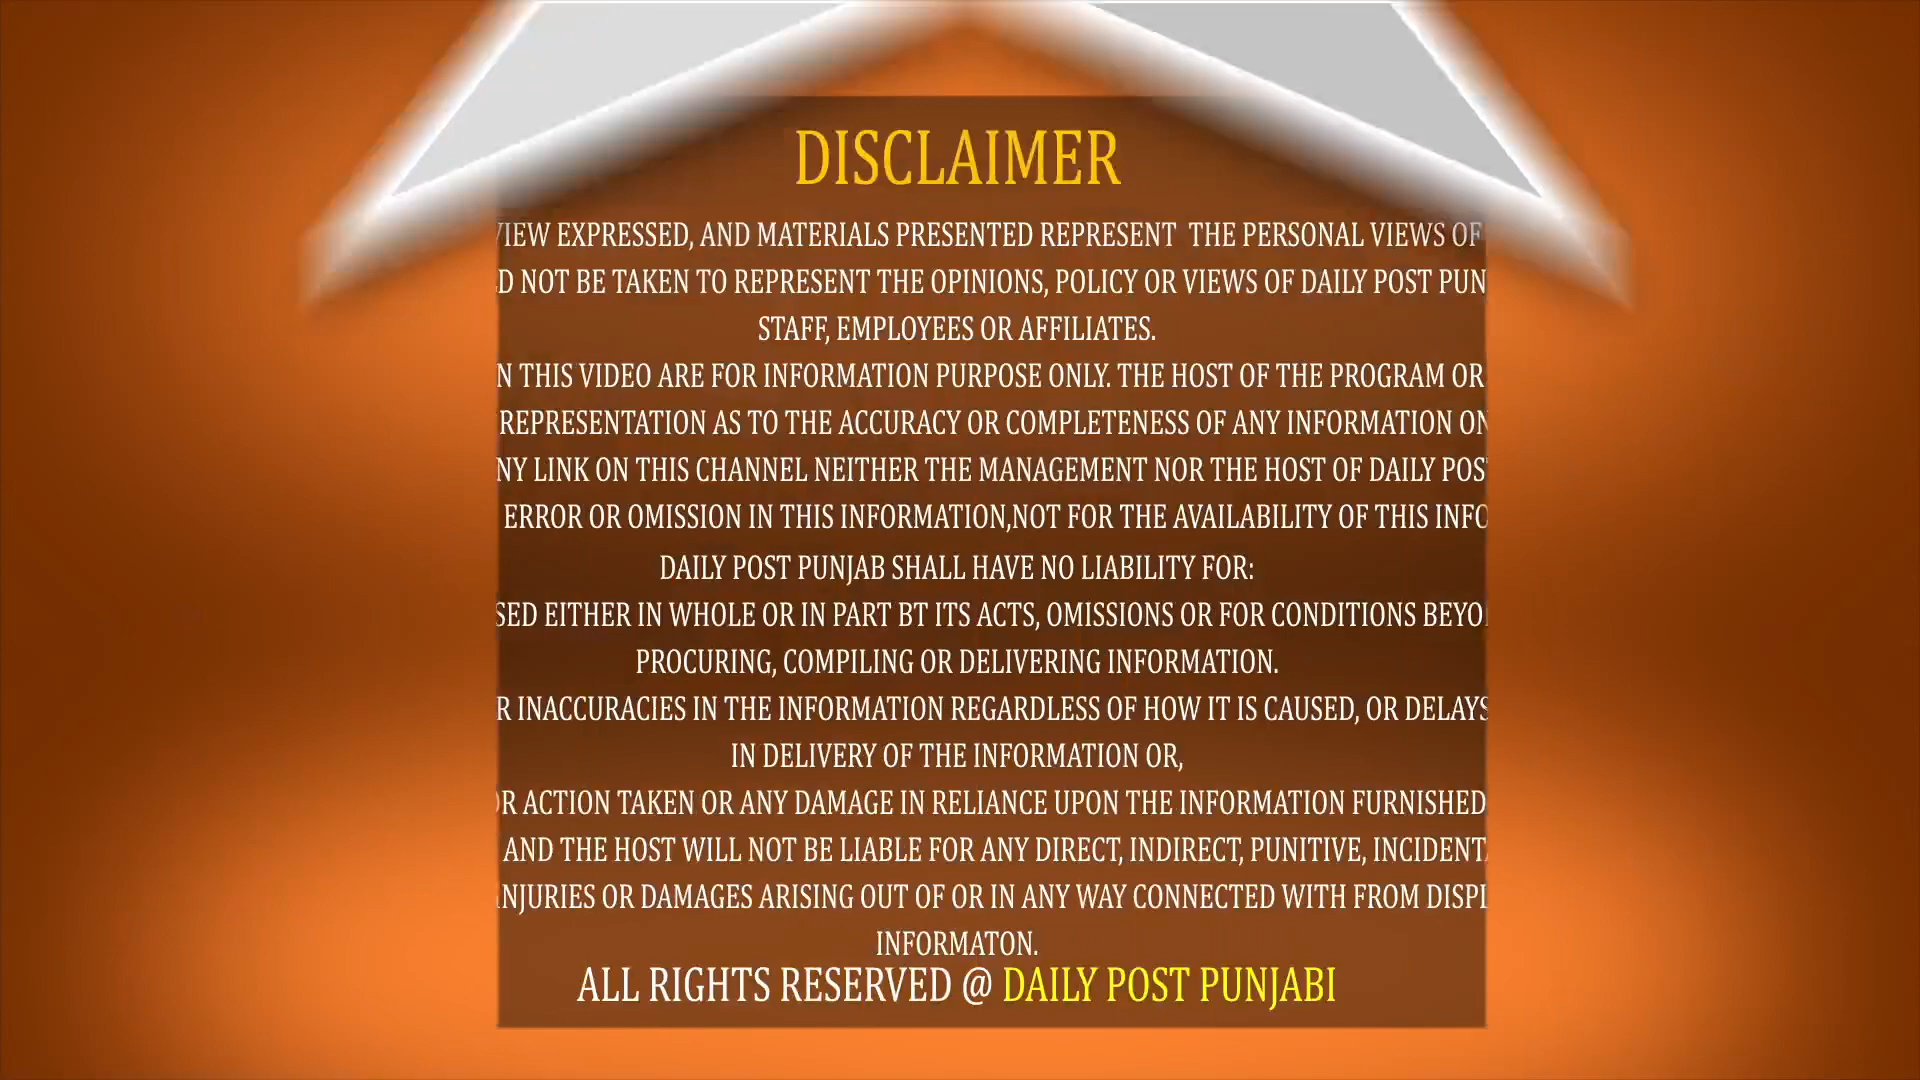 DISCLAIMER
VIEW EXPRESSED, AND MATERIALS PRESENTED REPRESENT THE PERSONAL VIEWS OF
D NOT BE TAKEN TO REPRESENT THE OPINIONS, POLICY OR VIEWS OF DAILY POST PUN
STAFF, EMPLOYEES OR AFFILIATES.
N THIS VIDEO ARE FOR INFORMATION PURPOSE ONLY. THE HOST OF THE PROGRAM OR
REPRESENTATION AS TO THE ACCURACY OR COMPLETENESS OF ANY INFORMATION ON
NY LINK ON THIS CHANNEL NEITHER THE MANAGEMENT NOR THE HOST OF DAILY POS
ERROR OR OMISSION IN THIS INFORMATION,NOT FOR THE AVAILABILITY OF THIS INFO
DAILY POST PUNJAB SHALL HAVE NO LIABILITY FOR:
SED EITHER IN WHOLE OR IN PART BT ITS ACTS, OMISSIONS OR FOR CONDITIONS BEYO
PROCURING, COMPILING OR DELIVERING INFORMATION.
R INACCURACIES IN THE INFORMATION REGARDLESS OF HOW IT IS CAUSED, OR DELAYS
IN DELIVERY OF THE INFORMATION OR,
OR ACTION TAKEN OR ANY DAMAGE IN RELIANCE UPON THE INFORMATION FURNISHED
AND THE HOST WILL NOT BE LIABLE FOR ANY DIRECT, INDIRECT, PUNITIVE, INCIDENT
INJURIES OR DAMAGES ARISING OUT OF OR IN ANY WAY CONNECTED WITH FROM DISPL
INFORMATON.
ALL RIGHTS RESERVED @ DAILY POST PUNJABI